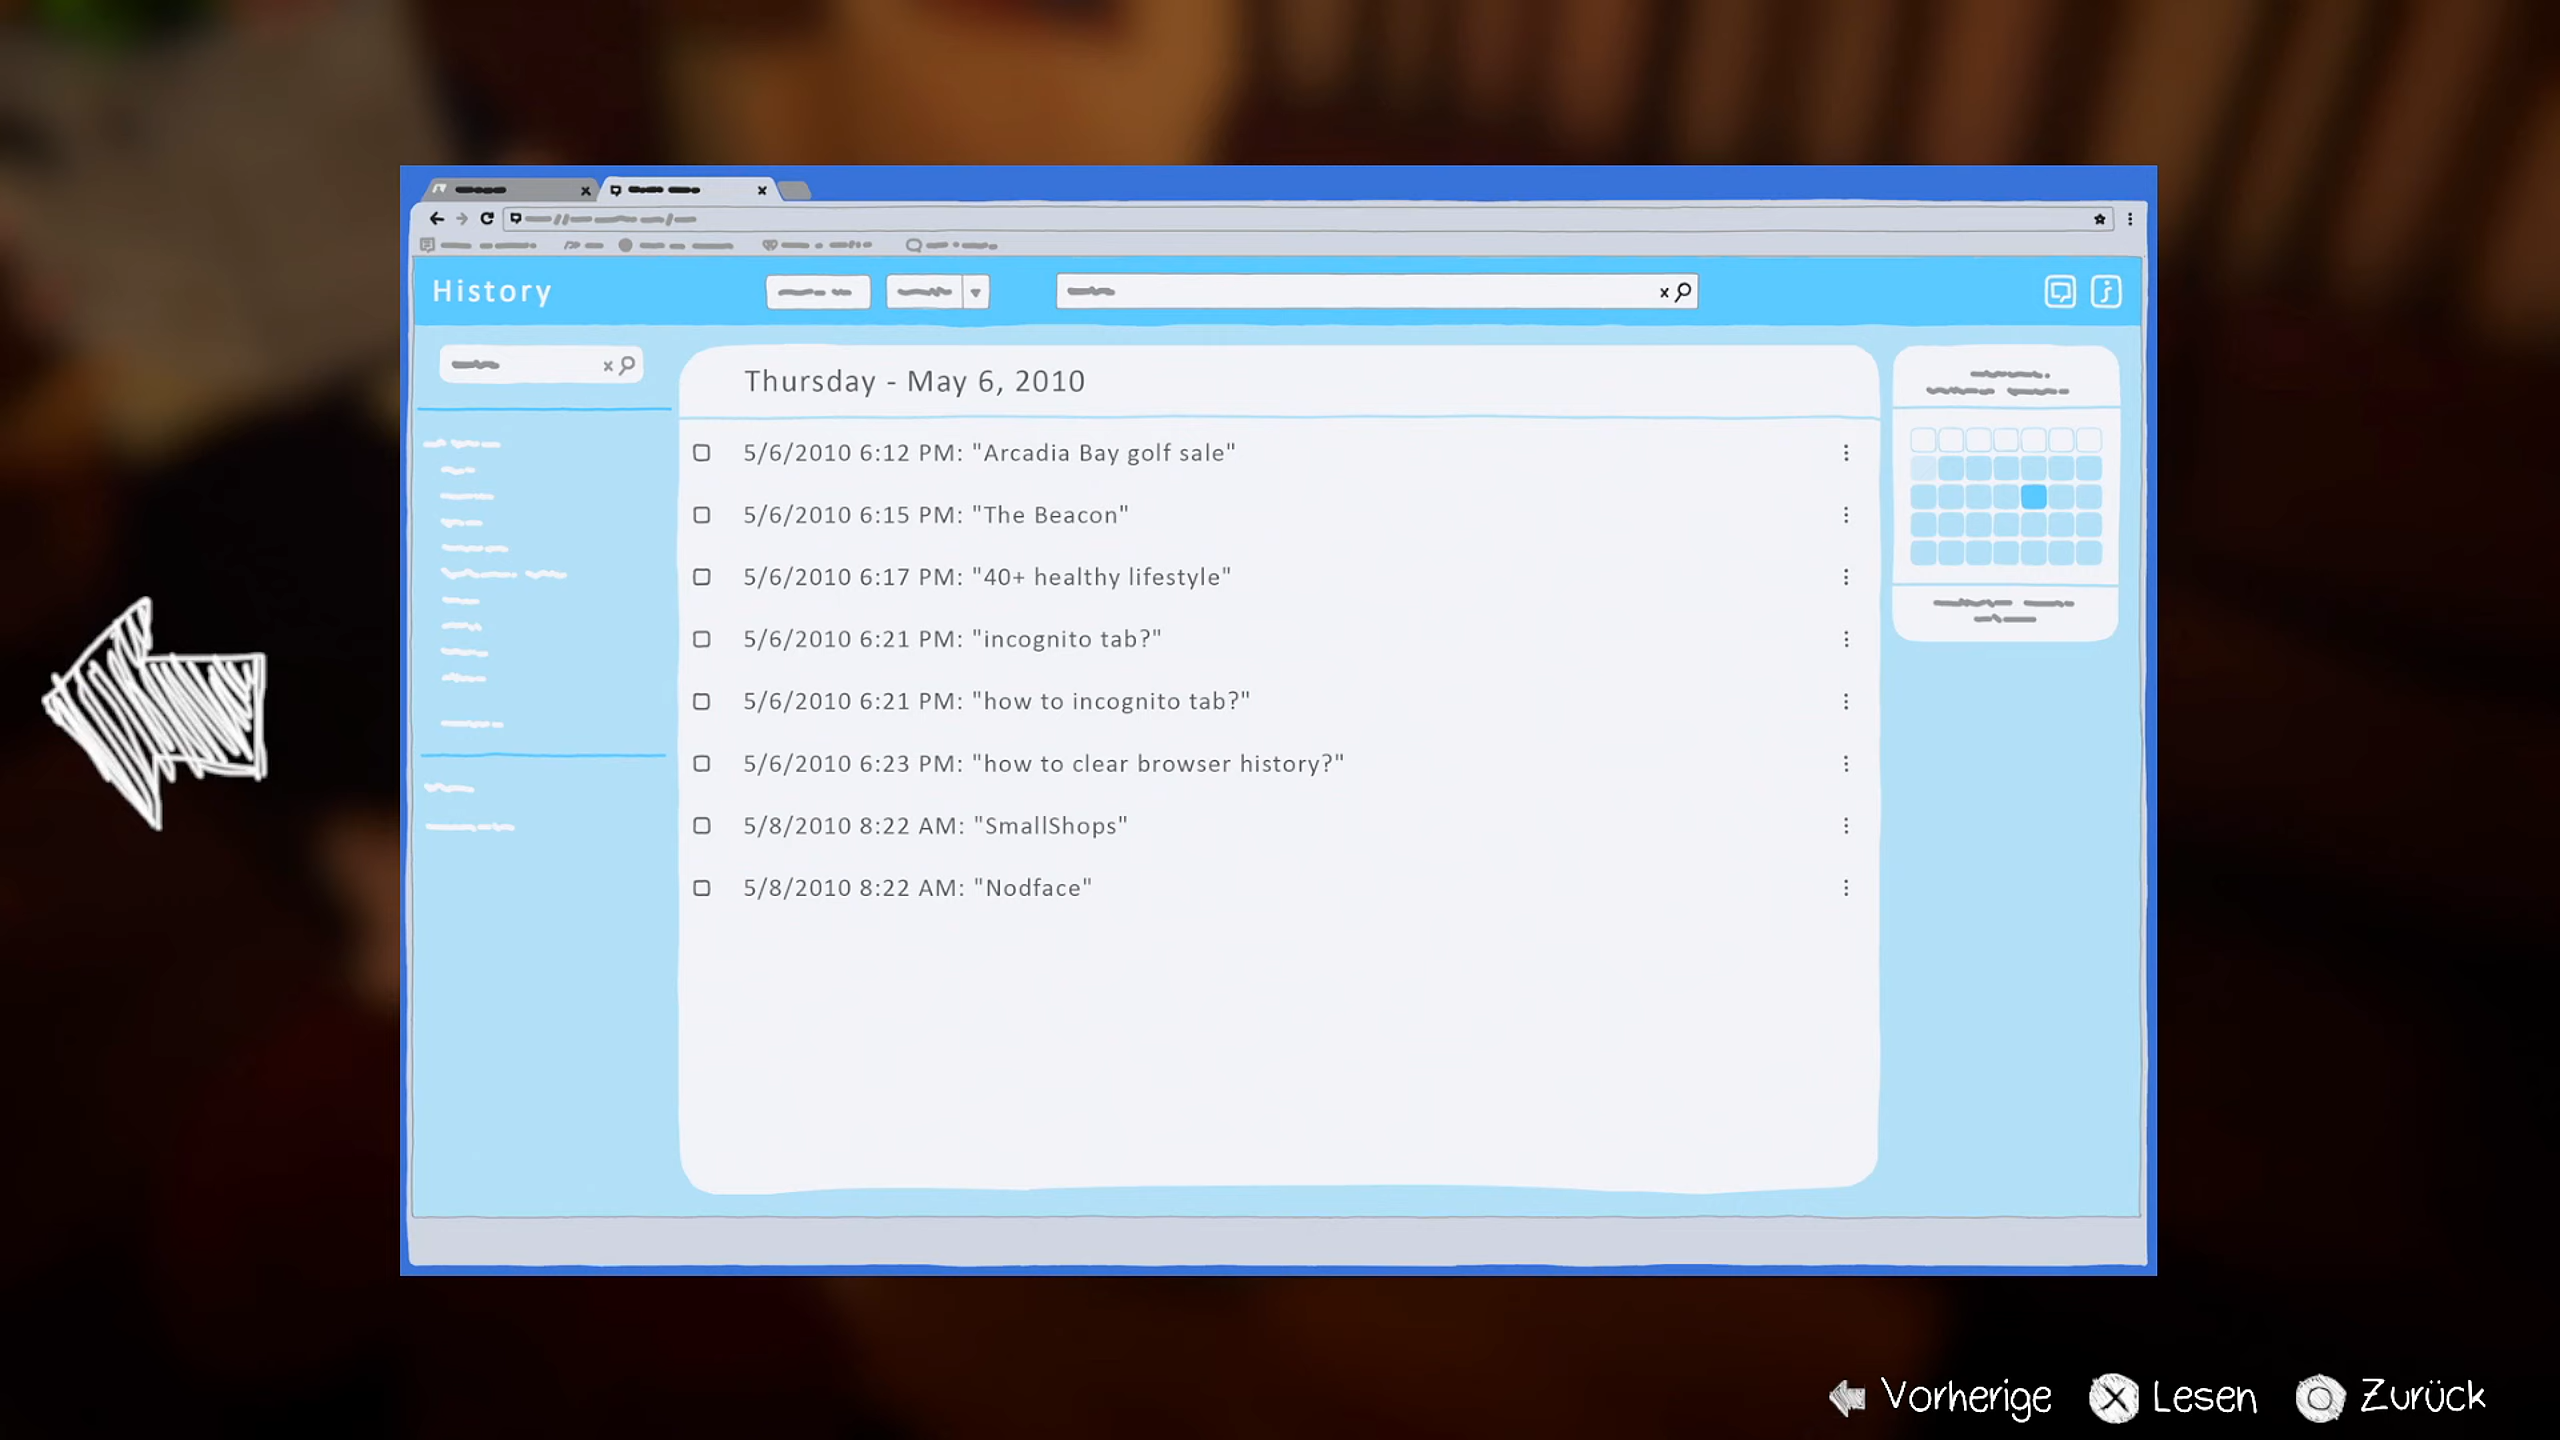 History
Thursday - May 6, 2010
5/6/2010 6:12 PM: "Arcadia Bay golf sale"
5/6/2010 6:15 PM: "The Beacon"
5/6/2010 6:17 PM: "40+ healthy lifestyle"
5/6/2010 6:21 PM: "incognito tab?"
5/6/2010 6:21 PM: "how to incognito tab?"
5/6/2010 6:23 PM: "how to clear browser history?"
5/8/2010 8:22 AM: "SmallShops"
5/8/2010 8:22 AM: "Nodface"
Vorherige Lesen Zurück